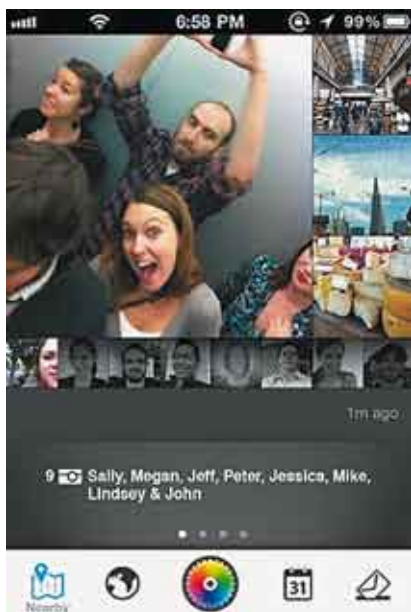 6:58 PM 99%
1m ago
9 Sally, Megan, Jeff, Peter, Jessica, Mike,
Lindsey & John
31
Nearby